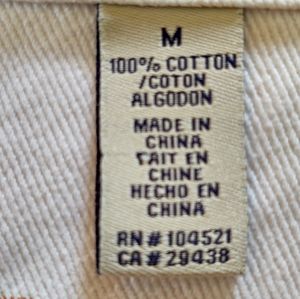 M
100% COTTON
/COTON
ALGODON
MADE IN
CHINA
FAIT EN
CHINE
HECHO EN
CHINA
RN # 104521
CA # 29438